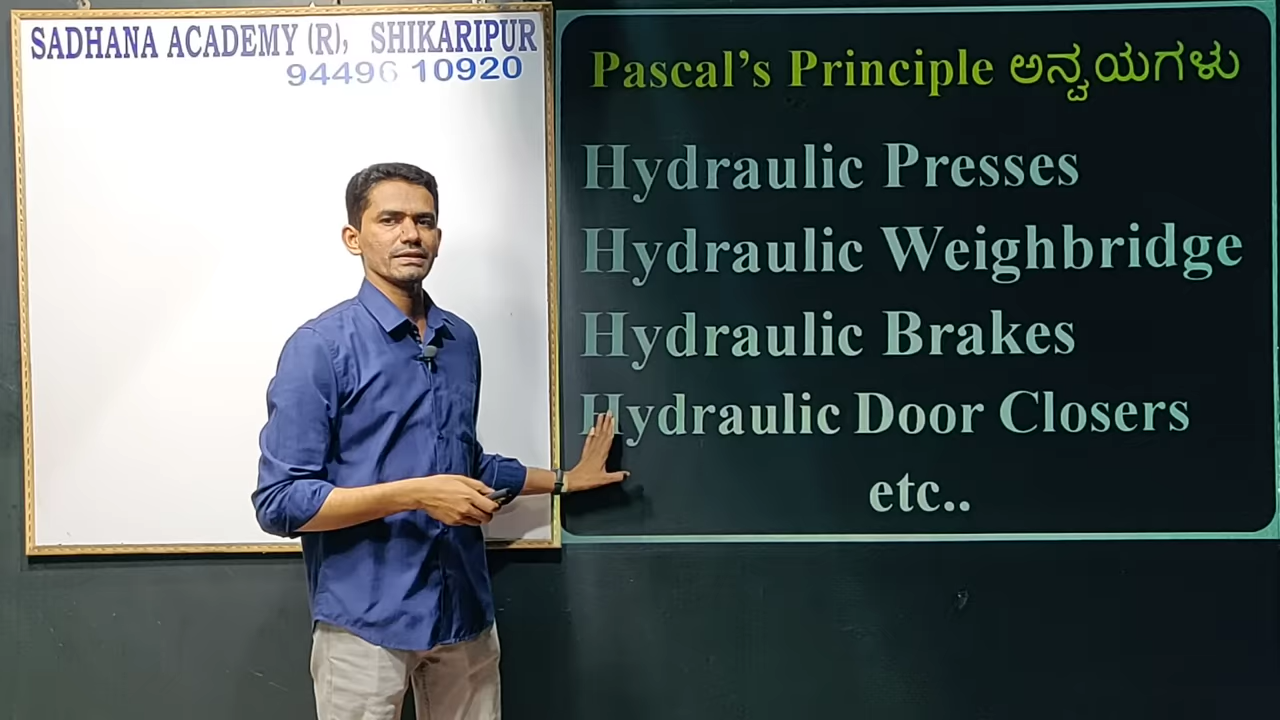 SADHANA ACADEMY (R), SHIKARIPUR
94496 10920
Pascal's Principle ಅನ್ವಯಗಳು
Hydraulic Presses
Hydraulic Weighbridge
Hydraulic Brakes
Hydraulic Door Closers
etc..